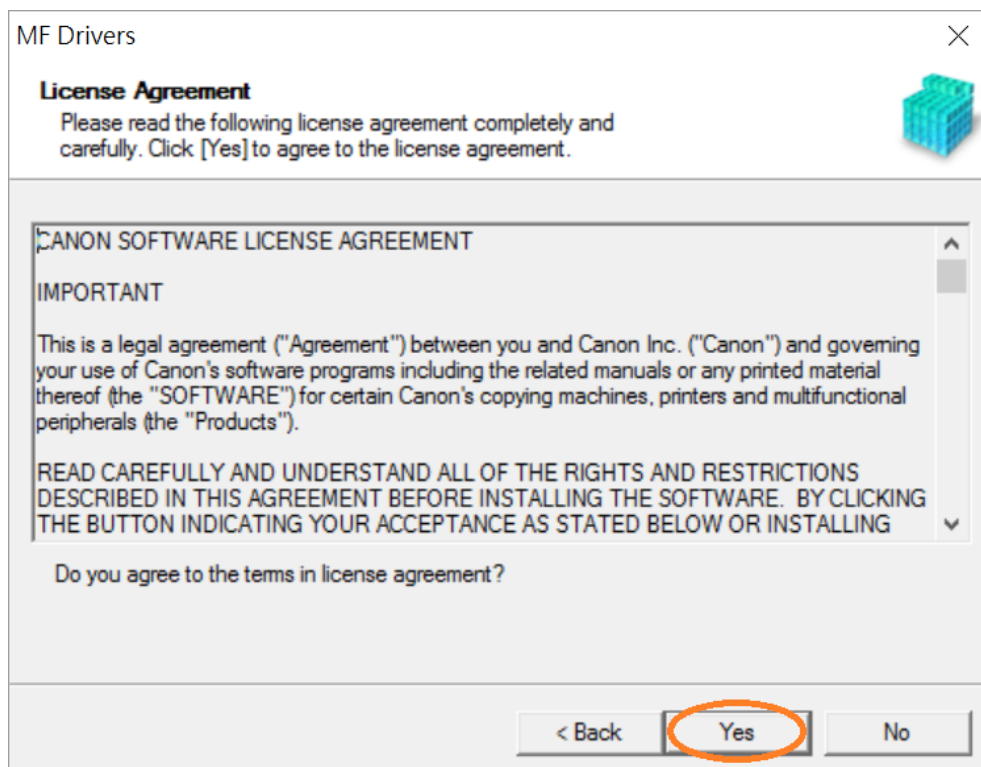 MF Drivers
License Agreement
Please read the following license agreement completely and
carefully. Click [Yes] to agree to the license agreement.
CANON SOFTWARE LICENSE AGREEMENT
IMPORTANT
This is a legal agreement ("Agreement") between you and Canon Inc. ("Canon") and governing
your use of Canon's software programs including the related manuals or any printed material
thereof (the "SOFTWARE") for certain Canon's copying machines, printers and multifunctional
peripherals (the "Products").
READ CAREFULLY AND UNDERSTAND ALL OF THE RIGHTS AND RESTRICTIONS
DESCRIBED IN THIS AGREEMENT BEFORE INSTALLING THE SOFTWARE.  BY CLICKING
THE BUTTON INDICATING YOUR ACCEPTANCE AS STATED BELOW OR INSTALLING
Do you agree to the terms in license agreement?
< Back Yes No